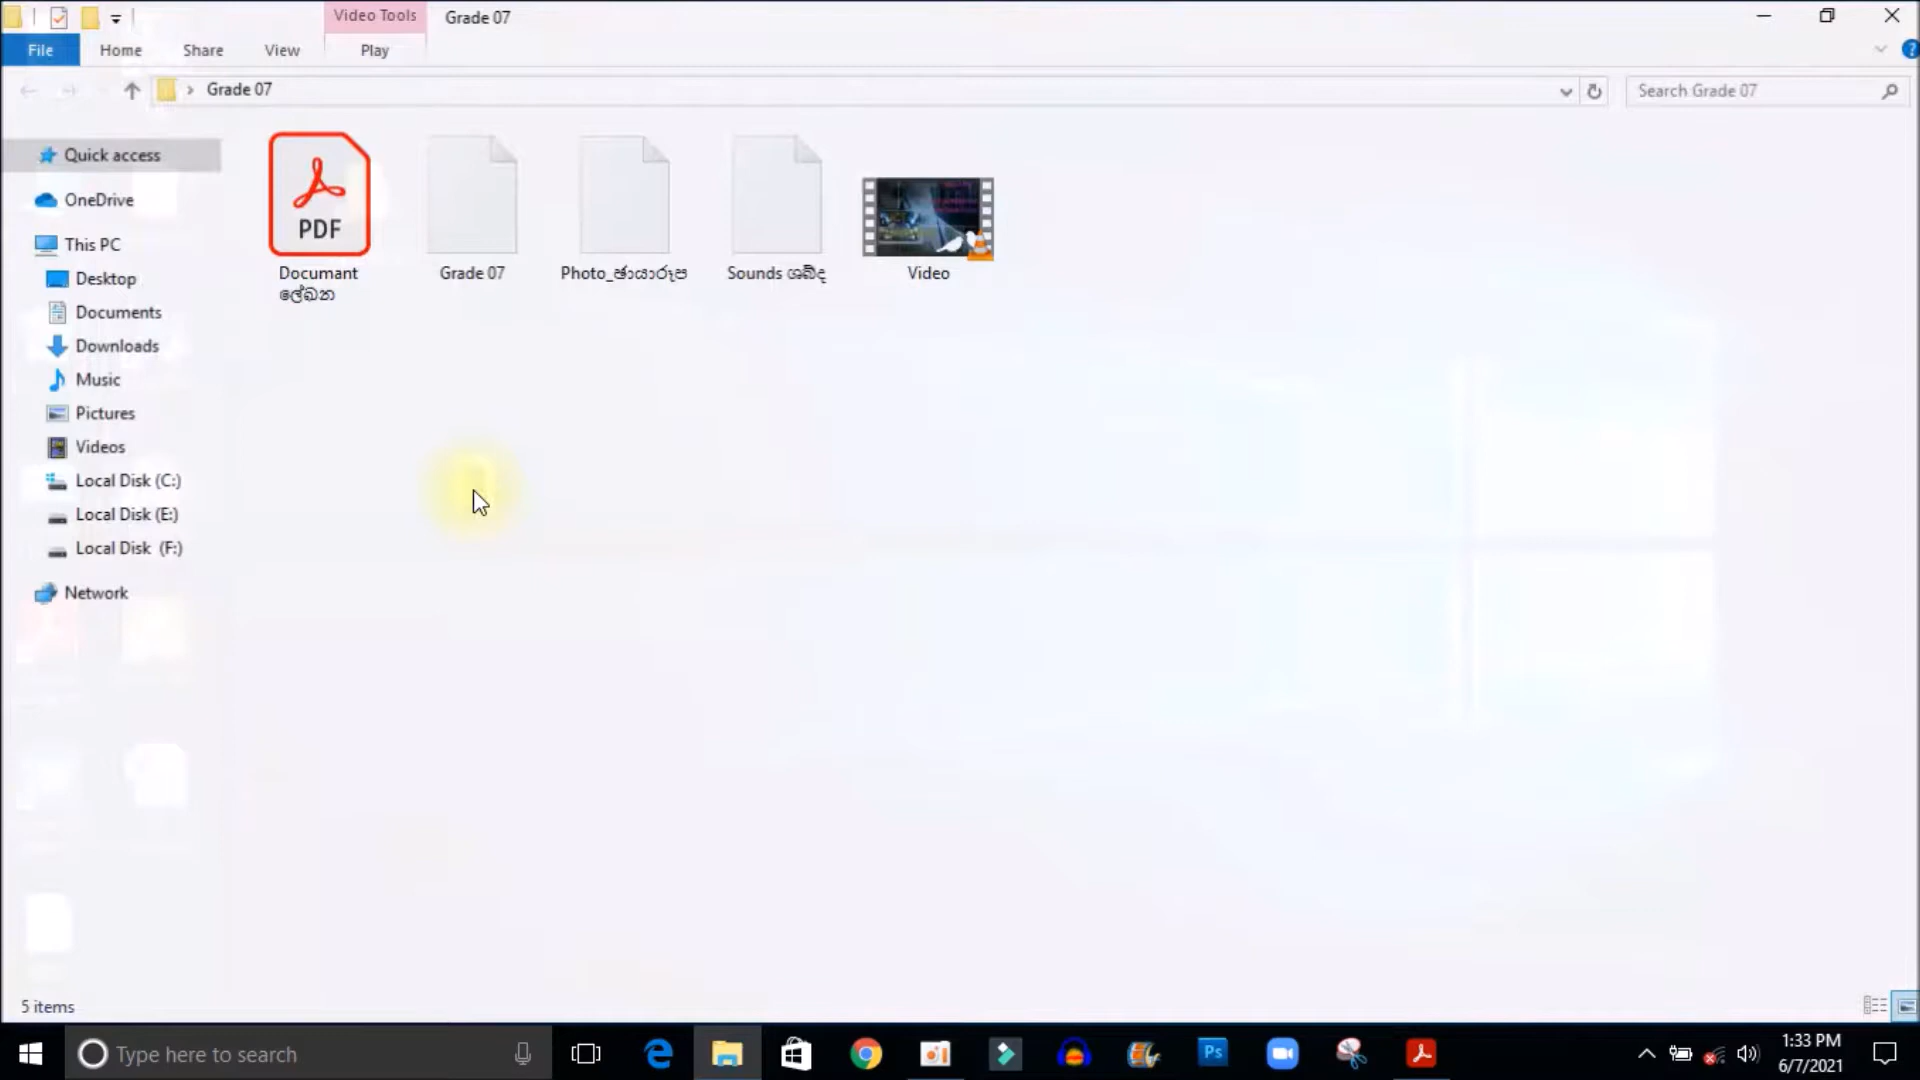 Video Tools
Grade 07
File
Home
Share
View
Play
Grade 07
Search Grade 07
Quick access
OneDrive
This PC
Desktop
Documents
Downloads
Music
Pictures
Videos
Local Disk (C:)
Local Disk (E:)
Local Disk (F:)
Network
PDF
Documant
ලේඛන
Grade 07
Photo_ඡායාරූප
Sounds ශබ්ද
Video
5 items
Type here to search
Ps
1:33 PM
6/7/2021